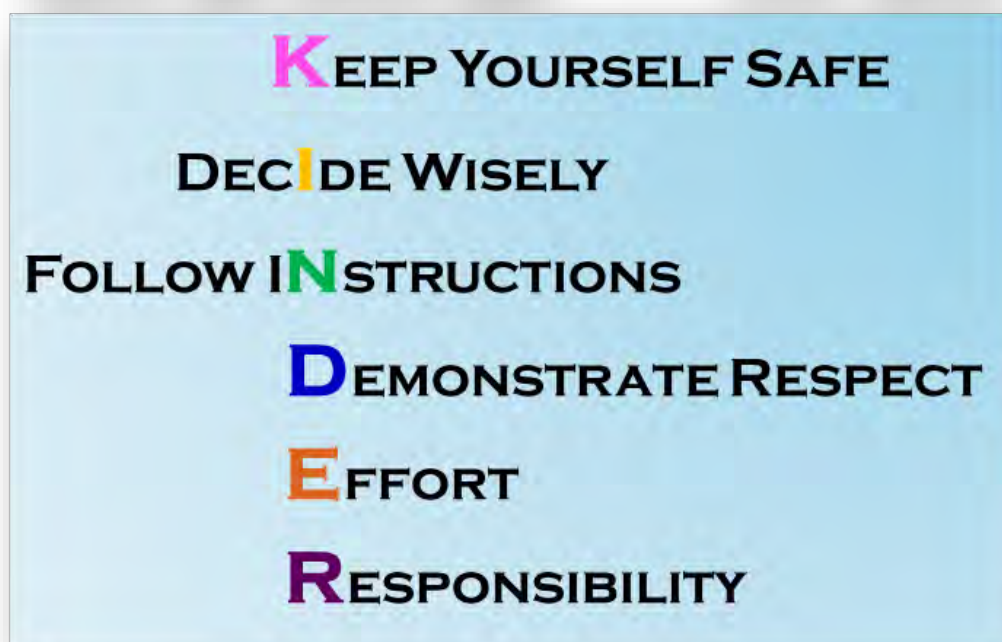 KEEP YOURSELF SAFE
DECIDE WISELY
FOLLOW INSTRUCTIONS
DEMONSTRATE RESPECT
EFFORT
RESPONSIBILITY